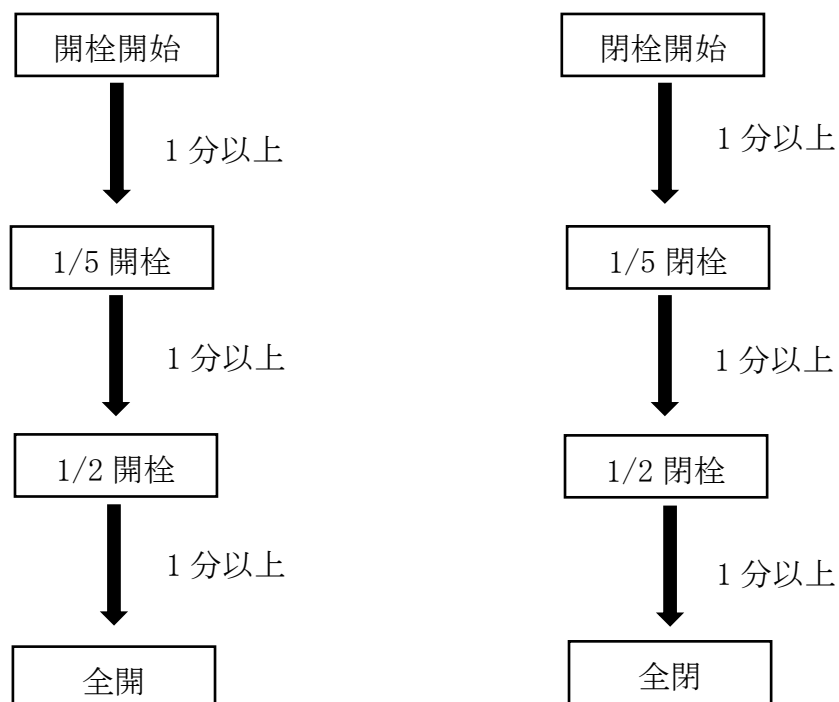 開栓開始
1分以上
1/5 開栓
1分以上
1/2 開栓
1分以上
全開
閉栓開始
1分以上
1/5 閉栓
1分以上
1/2 閉栓
1分以上
全閉